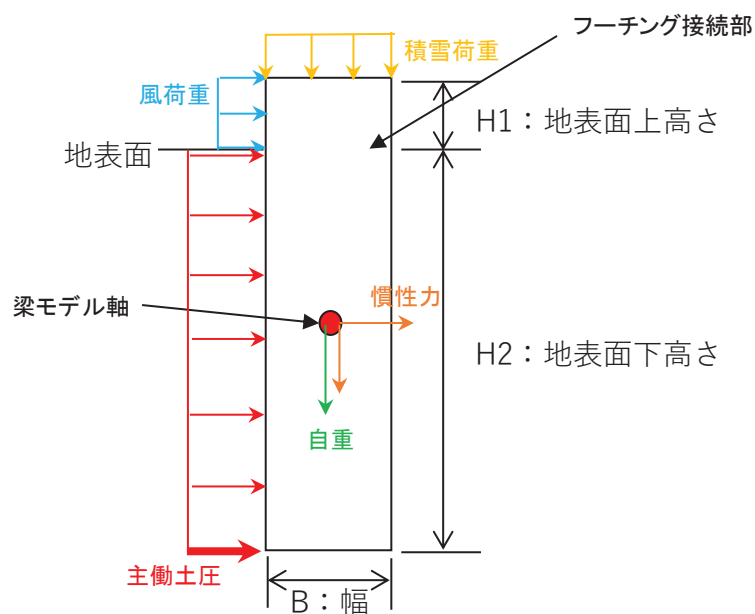 フーチング接続部
積雪荷重
風荷重
H1：地表面上高さ
地表面
梁モデル軸
慣性力
H2：地表面下高さ
自重
主働土圧
B：幅